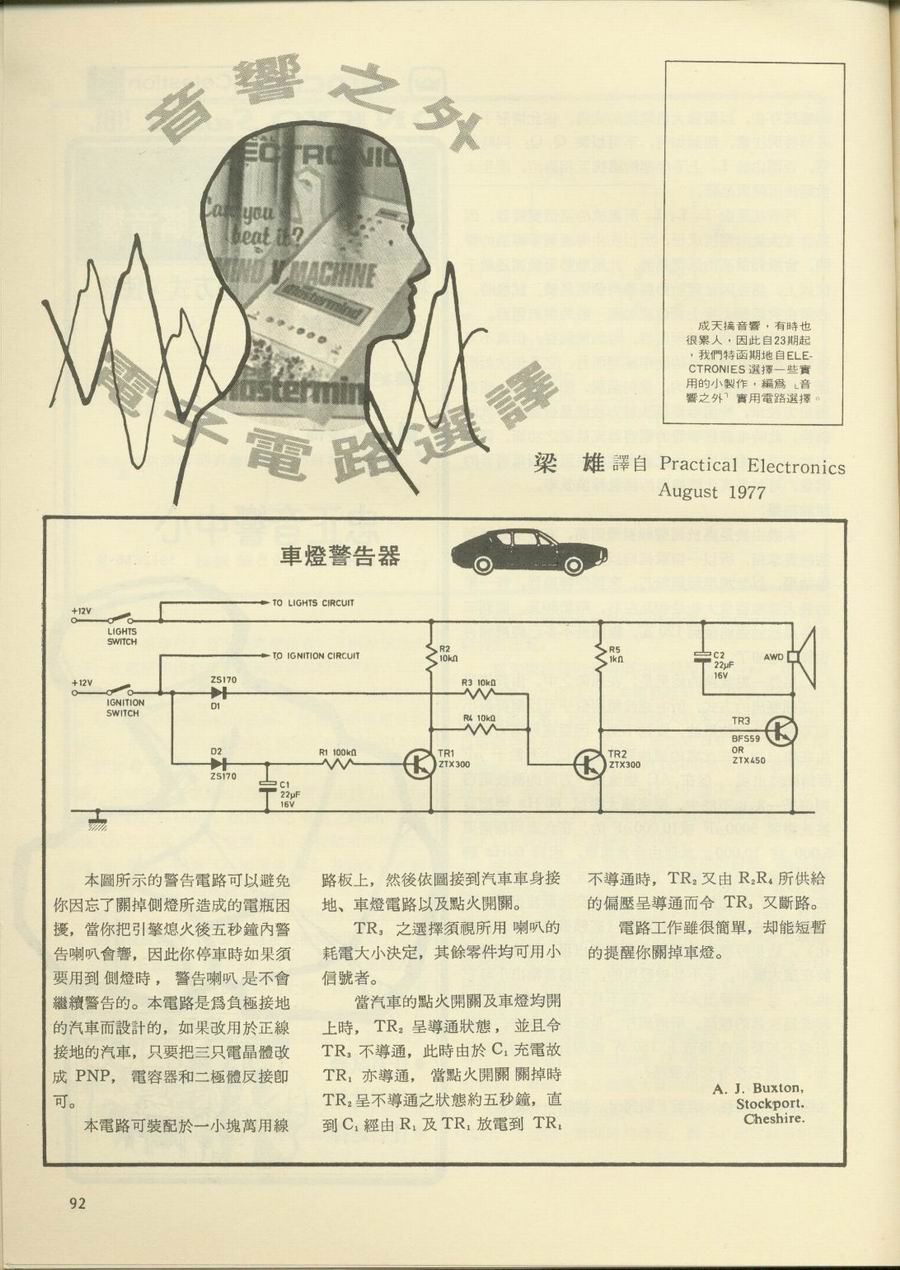 音響之外
ECTRONIC
Can you
beat it?
MIND V MACHINE
Mastermind
mastermin
電子電路選譯
成天搞音響，有時也
很累人，因此自23期起
，我們特函期地自ELE-
CTRONIES選擇一些實
用的小製作，編為「音
響之外」實用電路選擇。
梁　雄譯自 Practical Electronics
August 1977
車燈警告器
+12V
LIGHTS
SWITCH
TO LIGHTS CIRCUIT
+12V
IGNITION
SWITCH
TO IGNITION CIRCUIT
ZS170
D1
D2
ZS170
C1
22µF
16V
R1 100kΩ
R2
10kΩ
R3 10kΩ
R4 10kΩ
TR1
ZTX300
R5
1kΩ
TR2
ZTX300
C2
22µF
16V
AWD
TR3
BFS59
OR
ZTX450
本圖所示的警告電路可以避免
你因忘了關掉側燈所造成的電瓶困
擾，當你把引擎熄火後五秒鐘內警
告喇叭會響，因此你停車時如果須
要用到側燈時，警告喇叭是不會
繼續警告的。本電路是爲負極接地
的汽車而設計的，如果改用於正線
接地的汽車，只要把三只電晶體改
成 PNP，電容器和二極體反接卽
可。
本電路可裝配於一小塊萬用線
路板上，然後依圖接到汽車車身接
地、車燈電路以及點火開關。
TR₃ 之選擇須視所用喇叭的
耗電大小決定，其餘零件均可用小
信號者。
當汽車的點火開關及車燈均開
上時，TR₂ 呈導通狀態，並且令
TR₃ 不導通，此時由於 C₁ 充電故
TR₁ 亦導通，當點火開關關掉時
TR₂呈不導通之狀態約五秒鐘，直
到 C₁ 經由 R₁ 及 TR₁ 放電到 TR₁
不導通時，TR₂ 又由 R₂R₄ 所供給
的偏壓呈導通而令 TR₃ 又斷路。
電路工作雖很簡單，却能短暫
的提醒你關掉車燈。
A. J. Buxton,
Stockport.
Cheshire.
92